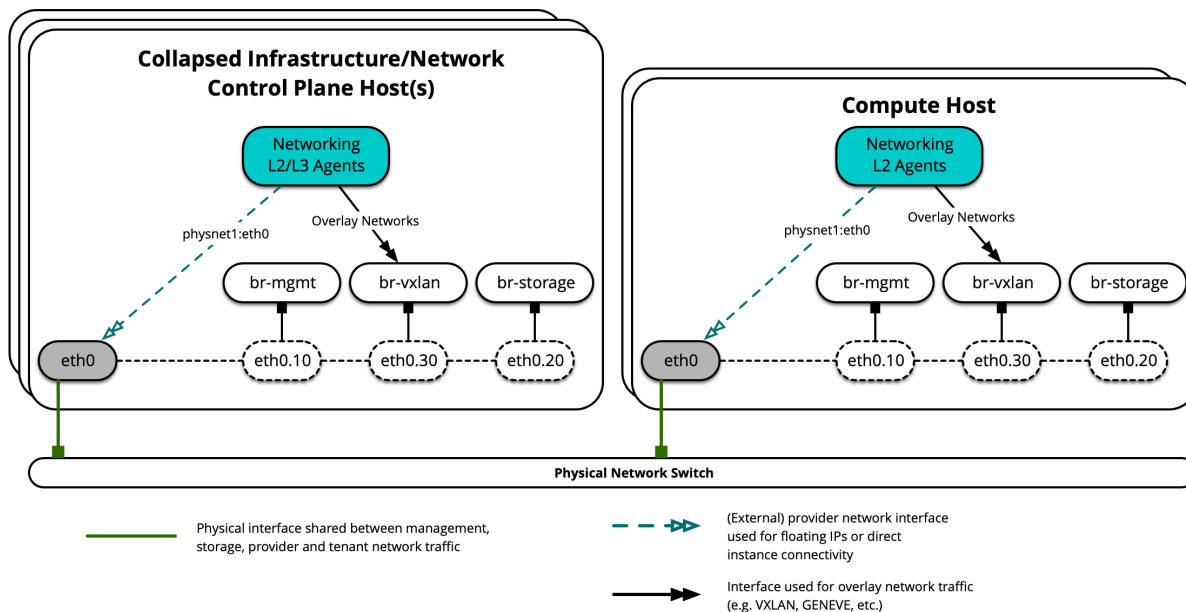 Collapsed Infrastructure/Network
Control Plane Host(s)
Networking
L2/L3 Agents
Overlay Networks
physnet1:eth0
br-mgmt
br-vxlan
br-storage
eth0
eth0.10
eth0.30
eth0.20
Compute Host
Networking
L2 Agents
Overlay Networks
physnet1:eth0
br-mgmt
br-vxlan
br-storage
eth0
eth0.10
eth0.30
eth0.20
Physical Network Switch
Physical interface shared between management,
storage, provider and tenant network traffic
(External) provider network interface
used for floating IPs or direct
instance connectivity
Interface used for overlay network traffic
(e.g. VXLAN, GENEVE, etc.)